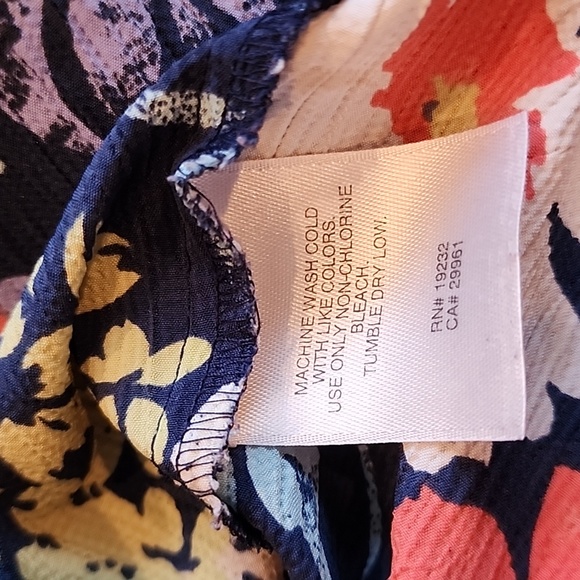 MACHINE WASH COLD
WITH LIKE COLORS.
USE ONLY NON-CHLORINE
BLEACH.
TUMBLE DRY LOW.
RN# 19232
CA# 29961